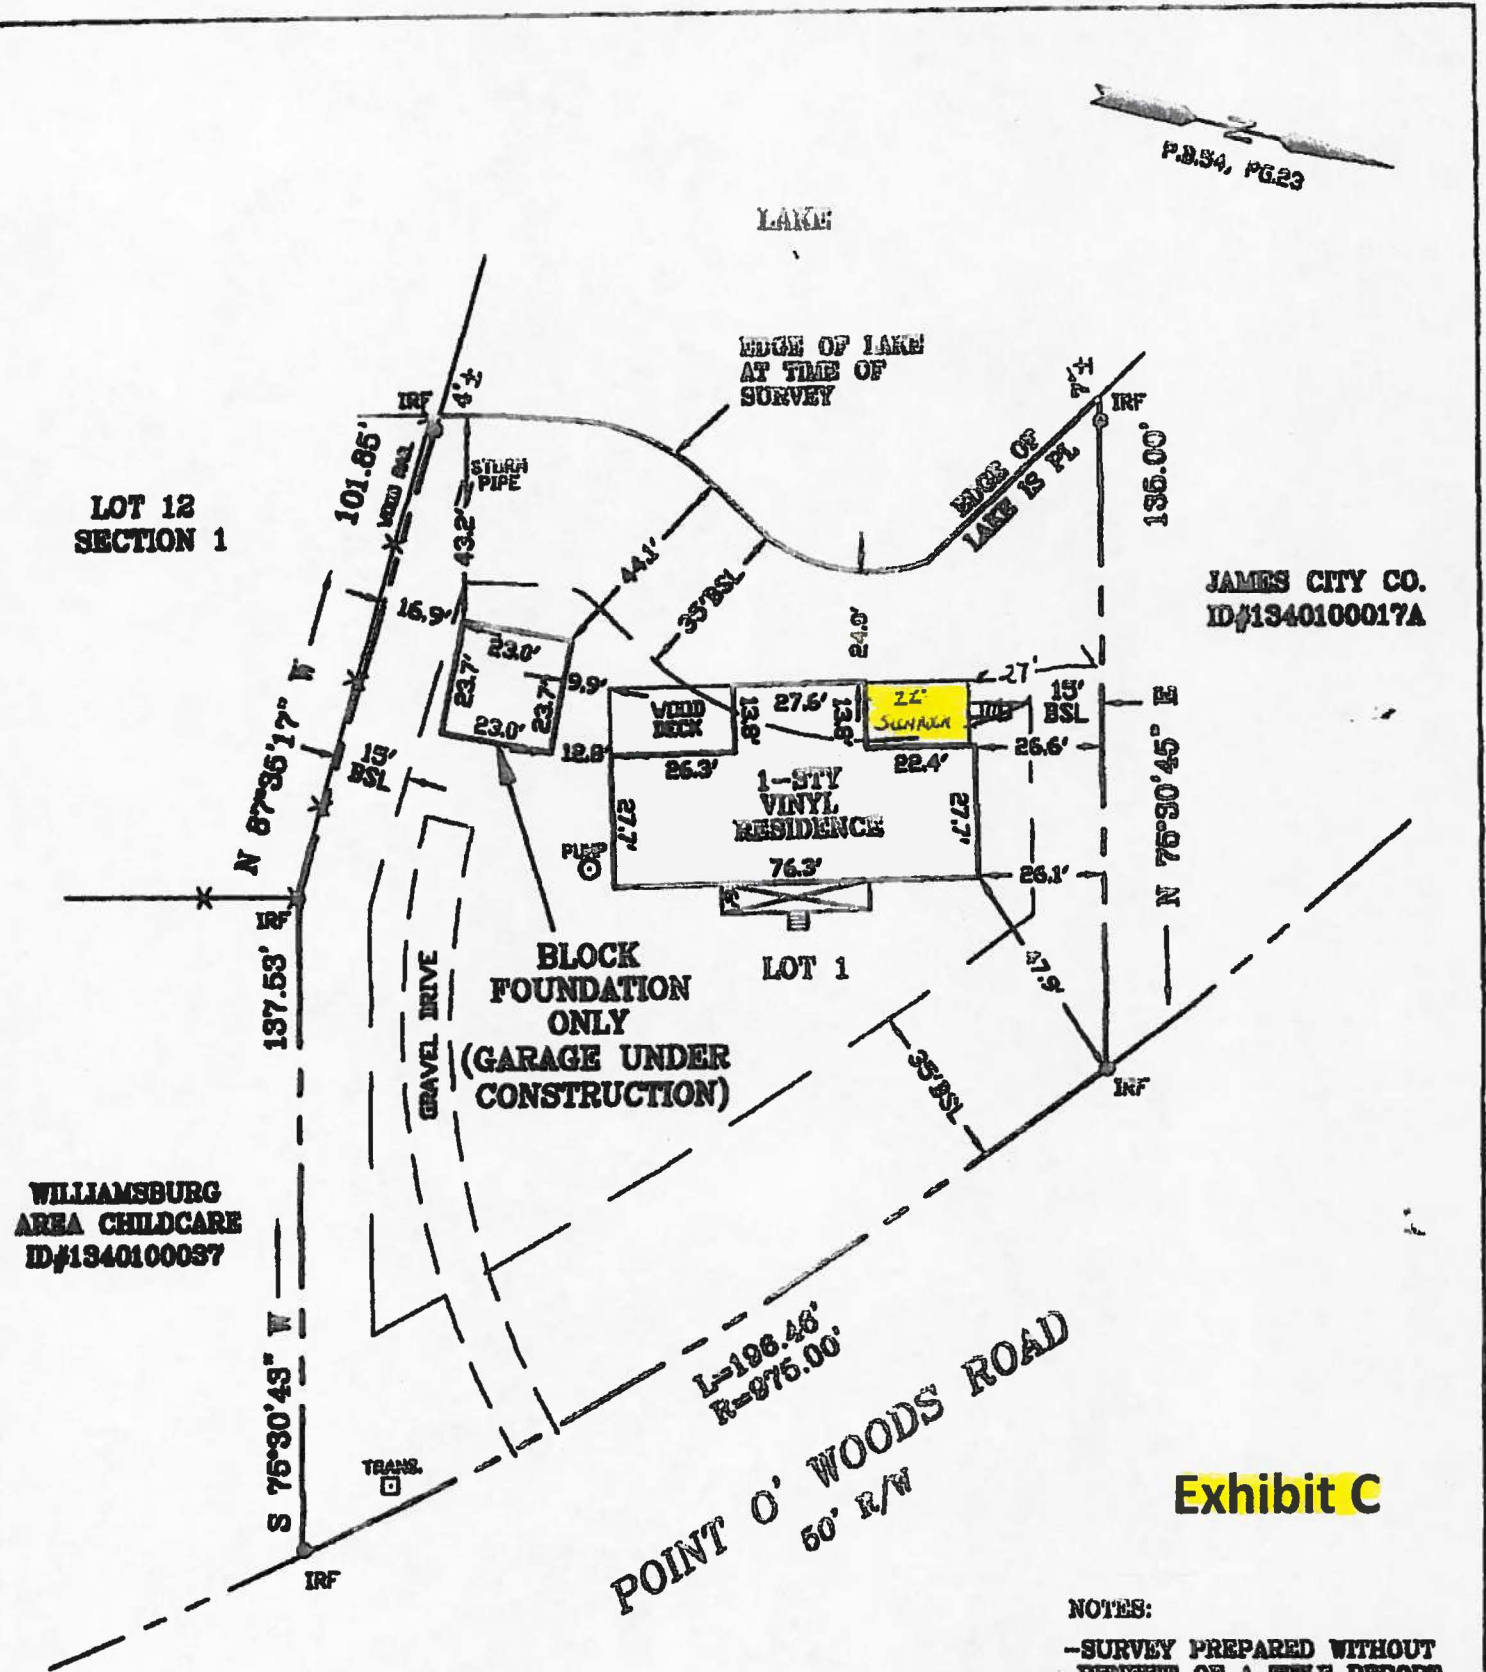 P.B.54, PG.23
N
LAKE
EDGE OF LAKE
AT TIME OF
SURVEY
4'±
IRF
7'±
IRF
101.85'
STORM
PIPE
43.2'
EDGE OF
LAKE IS PL
135.00'
LOT 12
SECTION 1
44.1'
35'BSL
JAMES CITY CO.
ID#1340100017A
16.9'
24.8'
23.0'
23.7'
23.7'
23.0'
9.9'
27'
WOOD
DECK
27.6'
13.8'
13.8'
22'
SUNROOM
15'
BSL
12.8'
26.3'
22.4'
26.6'
15'
BSL
N 87°35'17" W
1-STY
VINYL
RESIDENCE
27.7'
27.7'
76.3'
PUMP
26.1'
N 75°30'45" E
IRF
137.53'
BLOCK
FOUNDATION
ONLY
(GARAGE UNDER
CONSTRUCTION)
LOT 1
47.9'
GRAVEL DRIVE
35'BSL
IRF
WILLIAMSBURG
AREA CHILDCARE
ID#1340100037
S 75°30'43" W
L=196.46'
R=975.00'
POINT O' WOODS ROAD
50' R/W
TRANS.
IRF
Exhibit C
NOTES:
-SURVEY PREPARED WITHOUT